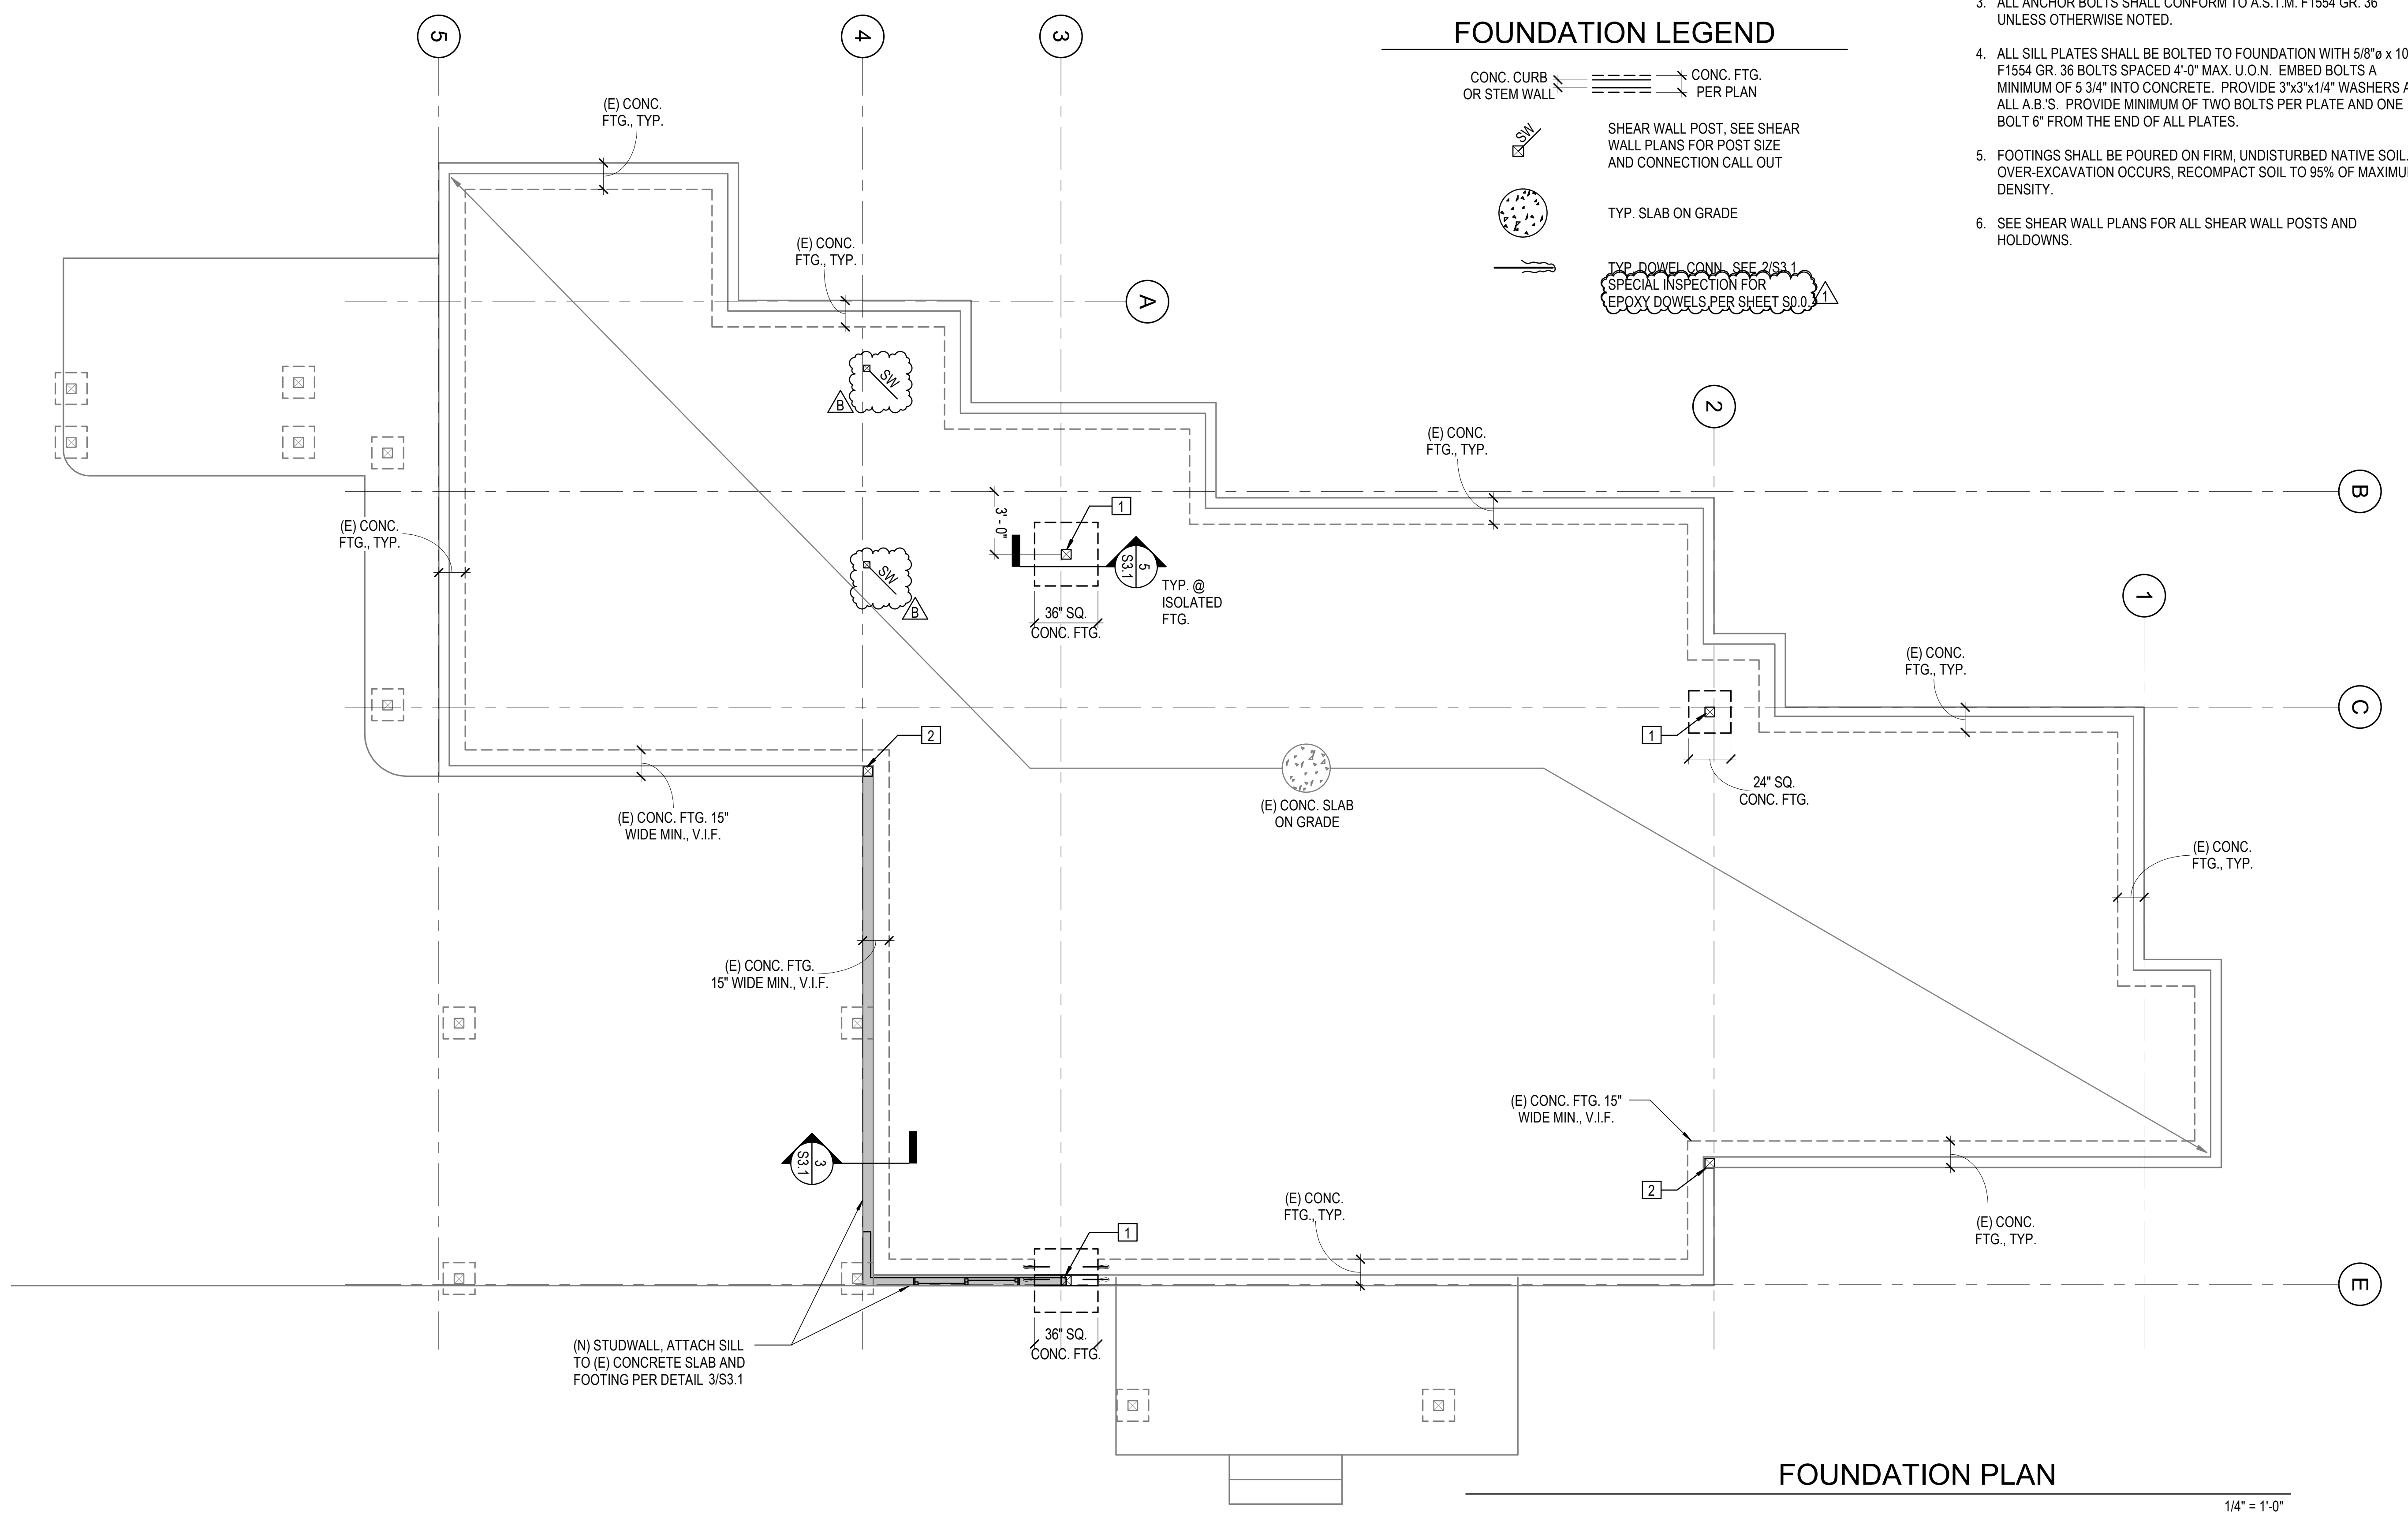 5
4
3
FOUNDATION LEGEND
CONC. CURB
OR STEM WALL
CONC. FTG.
PER PLAN
SW
SHEAR WALL POST, SEE SHEAR
WALL PLANS FOR POST SIZE
AND CONNECTION CALL OUT
TYP. SLAB ON GRADE
TYP. DOWEL CONN., SEE 2/S3.1
SPECIAL INSPECTION FOR
EPOXY DOWELS PER SHEET S0.0.
1
3. ALL ANCHOR BOLTS SHALL CONFORM TO A.S.T.M. F1554 GR. 36
UNLESS OTHERWISE NOTED.
4. ALL SILL PLATES SHALL BE BOLTED TO FOUNDATION WITH 5/8"ø x 10
F1554 GR. 36 BOLTS SPACED 4'-0" MAX. U.O.N. EMBED BOLTS A
MINIMUM OF 5 3/4" INTO CONCRETE. PROVIDE 3"x3"x1/4" WASHERS
ALL A.B.'S. PROVIDE MINIMUM OF TWO BOLTS PER PLATE AND ONE
BOLT 6" FROM THE END OF ALL PLATES.
5. FOOTINGS SHALL BE POURED ON FIRM, UNDISTURBED NATIVE SOIL.
OVER-EXCAVATION OCCURS, RECOMPACT SOIL TO 95% OF
DENSITY.
6. SEE SHEAR WALL PLANS FOR ALL SHEAR WALL POSTS AND
HOLDOWNS.
(E) CONC.
FTG., TYP.
(E) CONC.
FTG., TYP.
A
SW
B
2
(E) CONC.
FTG., TYP.
B
(E) CONC.
FTG., TYP.
3' - 0"
1
5
S3.1
TYP. @
ISOLATED
FTG.
SW
B
36" SQ.
CONC. FTG.
1
(E) CONC.
FTG., TYP.
C
2
1
24" SQ.
CONC. FTG.
(E) CONC. FTG. 15"
WIDE MIN., V.I.F.
(E) CONC. SLAB
ON GRADE
(E) CONC.
FTG., TYP.
(E) CONC. FTG.
15" WIDE MIN., V.I.F.
(E) CONC. FTG. 15"
WIDE MIN., V.I.F.
3
S3.1
2
(E) CONC.
FTG., TYP.
1
(E) CONC.
FTG., TYP.
E
36" SQ.
CONC. FTG.
(N) STUDWALL, ATTACH SILL
TO (E) CONCRETE SLAB AND
FOOTING PER DETAIL 3/S3.1
FOUNDATION PLAN
1/4" = 1'-0"